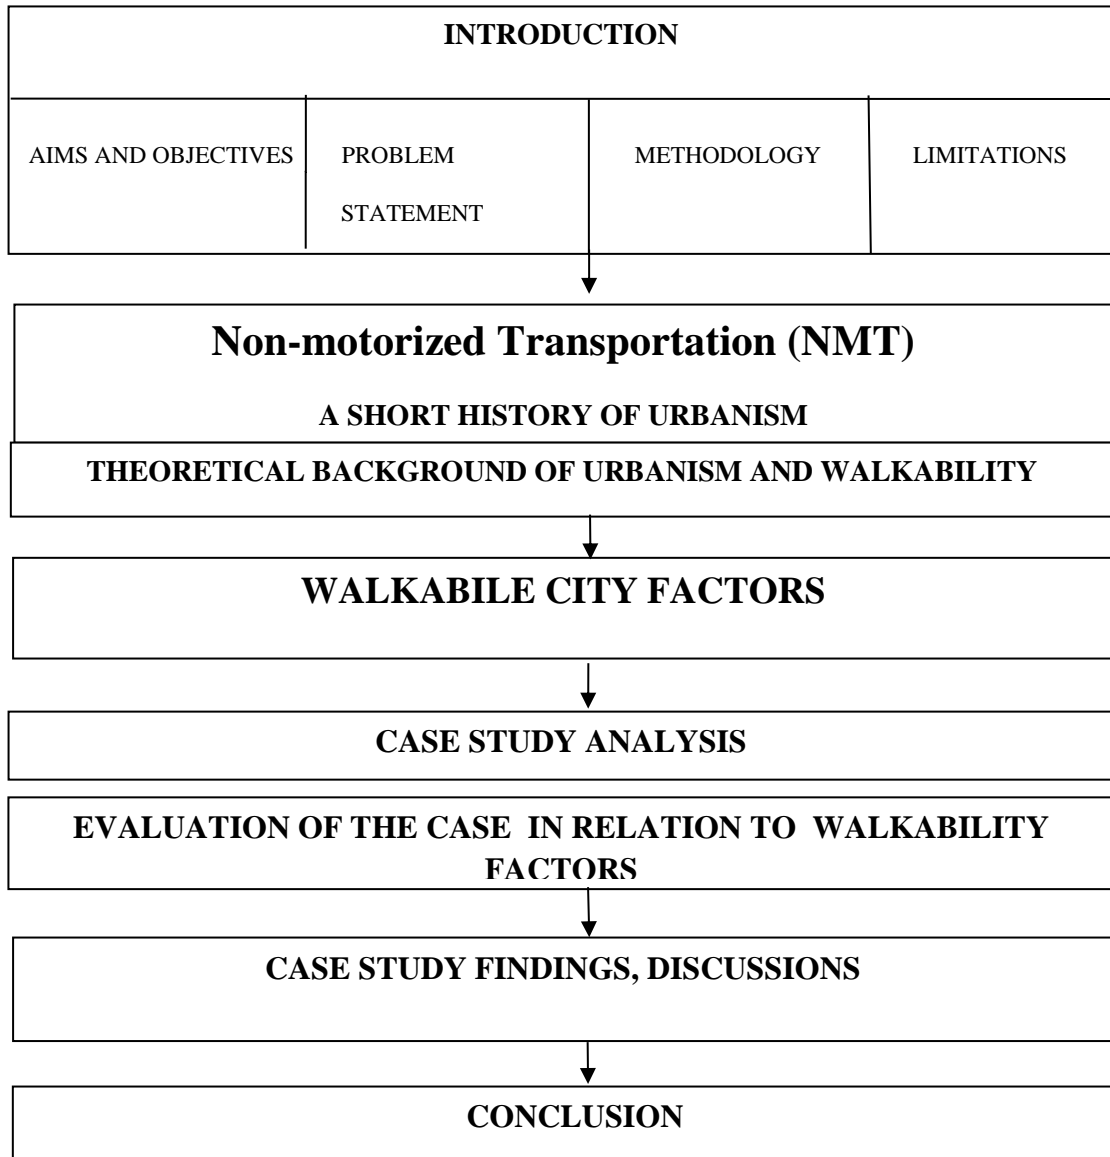 INTRODUCTION
AIMS AND OBJECTIVES
PROBLEM
STATEMENT
METHODOLOGY
LIMITATIONS
Non-motorized Transportation (NMT)
A SHORT HISTORY OF URBANISM
THEORETICAL BACKGROUND OF URBANISM AND WALKABILITY
WALKABILE CITY FACTORS
CASE STUDY ANALYSIS
EVALUATION OF THE CASE IN RELATION TO WALKABILITY
FACTORS
CASE STUDY FINDINGS, DISCUSSIONS
CONCLUSION